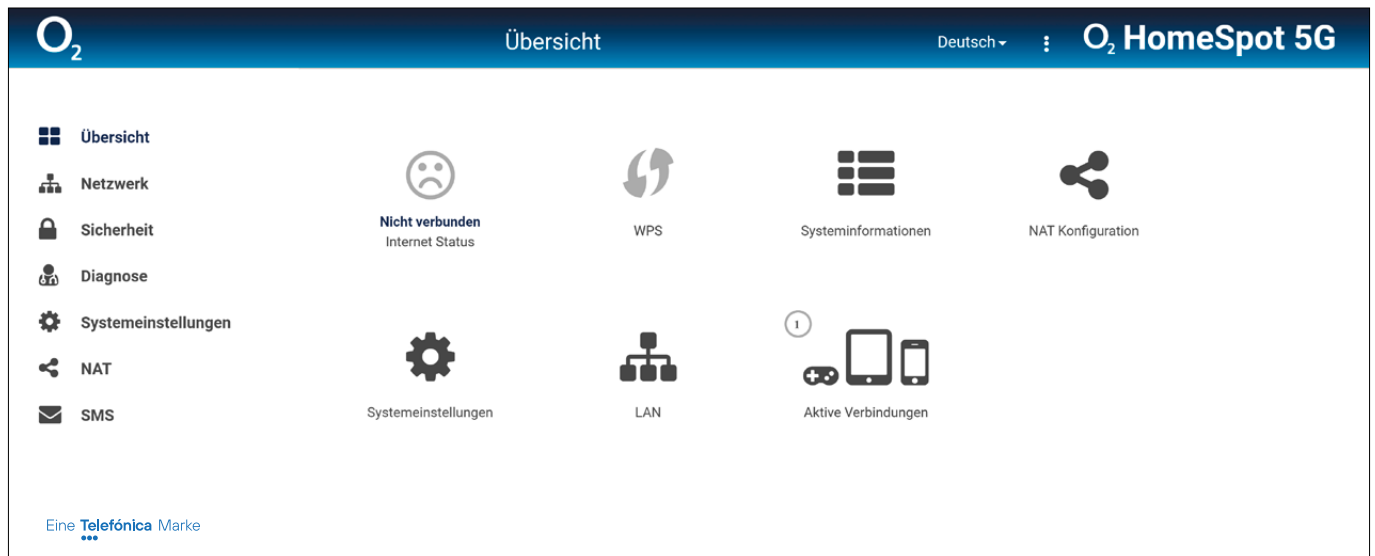 O2
Übersicht
Deutsch
O2 HomeSpot 5G
Übersicht
Netzwerk
Sicherheit
Diagnose
Systemeinstellungen
NAT
SMS
Nicht verbunden
Internet Status
WPS
Systeminformationen
NAT Konfiguration
Systemeinstellungen
LAN
1
Aktive Verbindungen
Eine Telefónica Marke